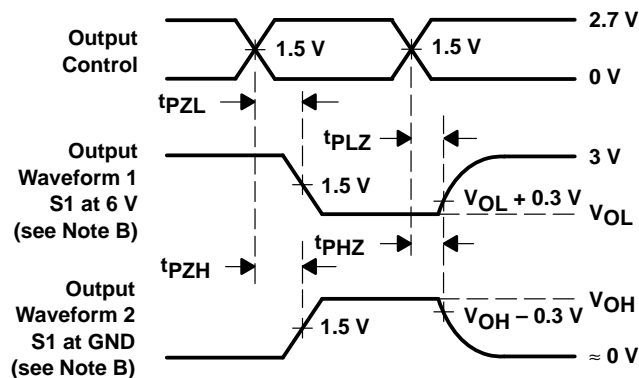 2.7 V
Output
Control
1.5 V
1.5 V
0 V
tPZL
tPLZ
Output
Waveform 1
S1 at 6 V
(see Note B)
3 V
1.5 V
VOL + 0.3 V
VOL
tPZH
tPHZ
Output
Waveform 2
S1 at GND
(see Note B)
VOH
1.5 V
VOH – 0.3 V
≈ 0 V